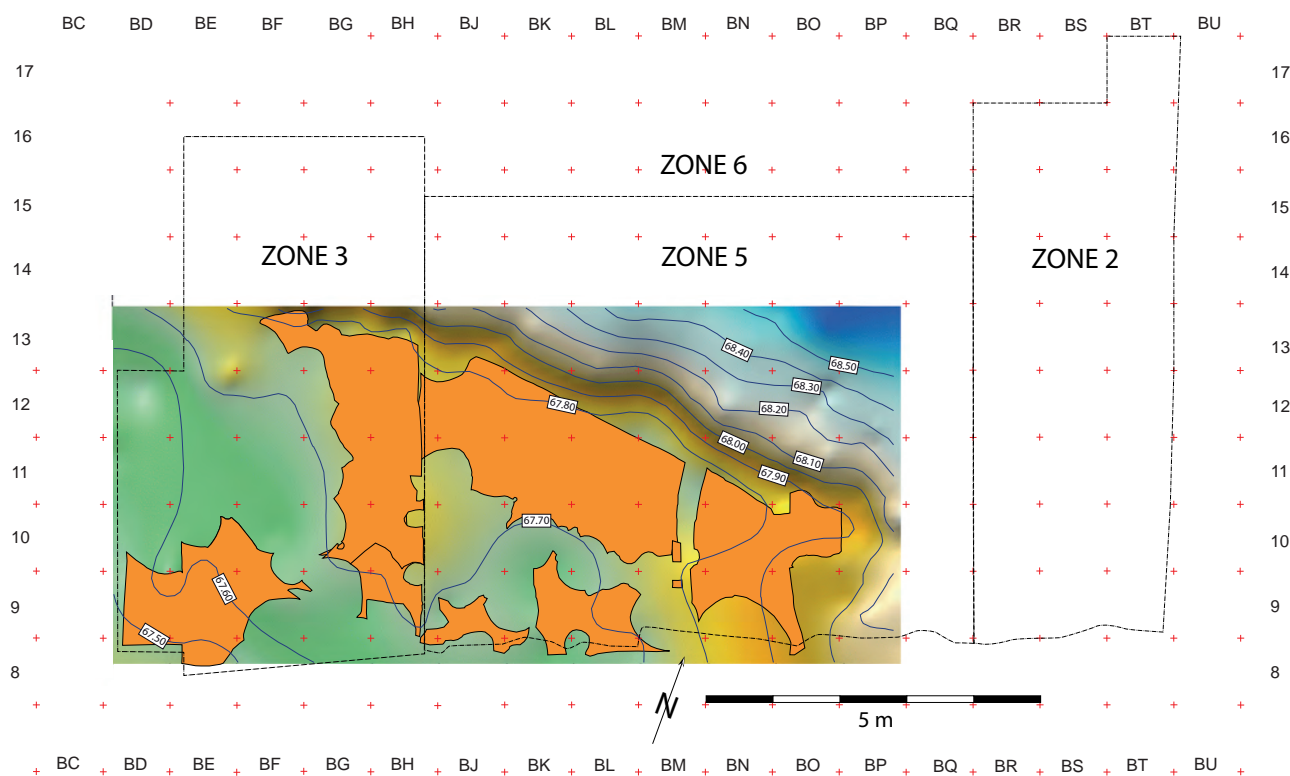 BC BD BE BF BG BH BJ BK BL BM BN BO BP BQ BR BS BT BU
17 17
16 16
ZONE 6
15 15
ZONE 3 ZONE 5 ZONE 2
14 14
13 13
68.40
68.50
68.30
12 67.80 68.20 12
68.00
68.10
11 67.90 11
67.70
10 10
67.60
9 9
67.50
8 8
N
5 m
BC BD BE BF BG BH BJ BK BL BM BN BO BP BQ BR BS BT BU